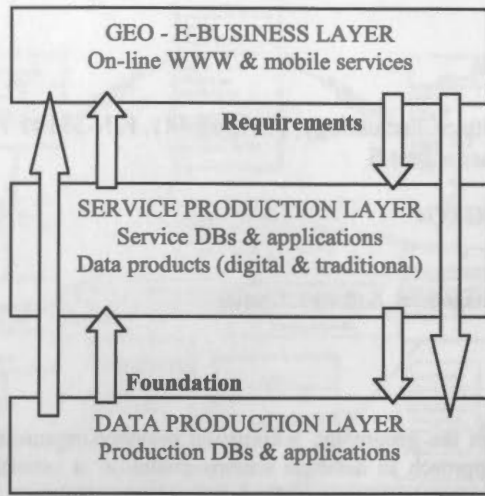 GEO - E-BUSINESS LAYER
On-line WWW & mobile services
Requirements
SERVICE PRODUCTION LAYER
Service DBs & applications
Data products (digital & traditional)
Foundation
DATA PRODUCTION LAYER
Production DBs & applications